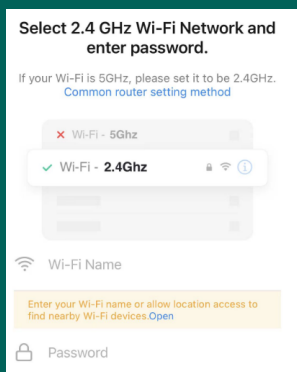 Select 2.4 GHz Wi-Fi Network and
enter password.
If your Wi-Fi is 5GHz, please set it to be 2.4GHz.
Common router setting method
Wi-Fi - 5Ghz
Wi-Fi - 2.4Ghz
Wi-Fi Name
Enter your Wi-Fi name or allow location access to
find nearby Wi-Fi devices.Open
Password